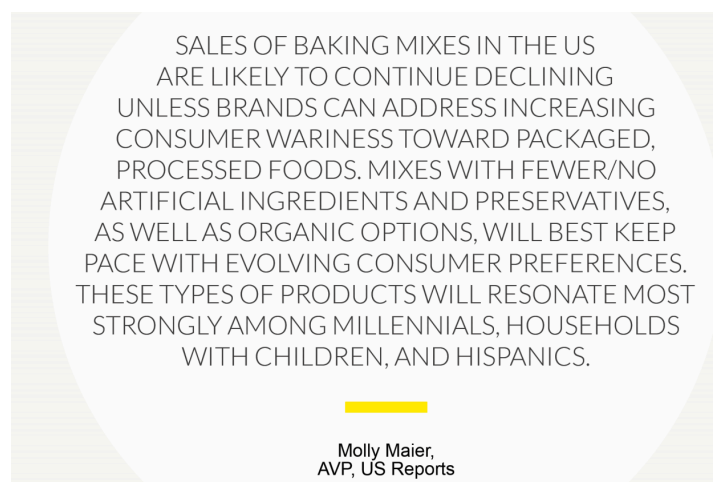 SALES OF BAKING MIXES IN THE US
ARE LIKELY TO CONTINUE DECLINING
UNLESS BRANDS CAN ADDRESS INCREASING
CONSUMER WARINESS TOWARD PACKAGED,
PROCESSED FOODS. MIXES WITH FEWER/NO
ARTIFICIAL INGREDIENTS AND PRESERVATIVES,
AS WELL AS ORGANIC OPTIONS, WILL BEST KEEP
PACE WITH EVOLVING CONSUMER PREFERENCES.
THESE TYPES OF PRODUCTS WILL RESONATE MOST
STRONGLY AMONG MILLENNIALS, HOUSEHOLDS
WITH CHILDREN, AND HISPANICS.
Molly Maier,
AVP, US Reports